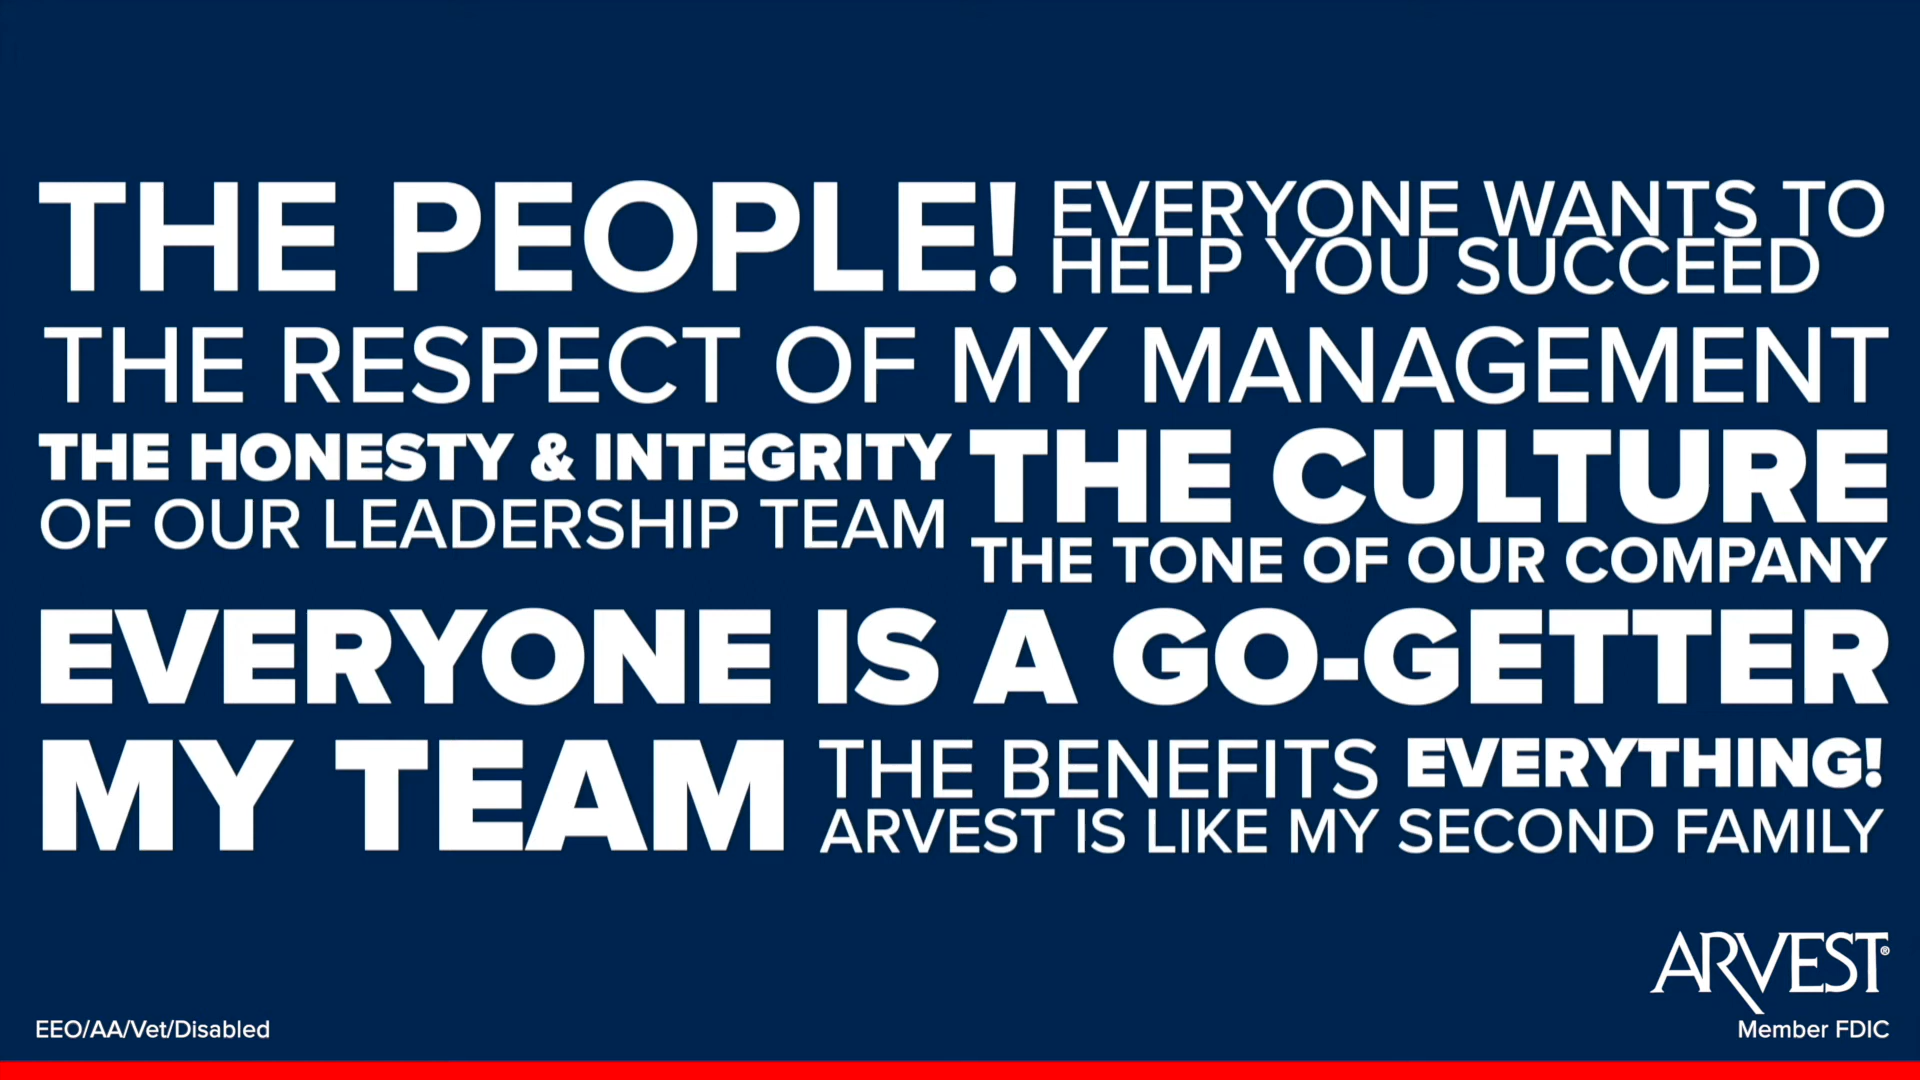 THE PEOPLE!
EVERYONE WANTS TO
HELP YOU SUCCEED
THE RESPECT OF MY MANAGEMENT
THE HONESTY & INTEGRITY
OF OUR LEADERSHIP TEAM
THE CULTURE
THE TONE OF OUR COMPANY
EVERYONE IS A GO-GETTER
MY TEAM
THE BENEFITS
EVERYTHING!
ARVEST IS LIKE MY SECOND FAMILY
ARVEST®
EEO/AA/Vet/Disabled
Member FDIC